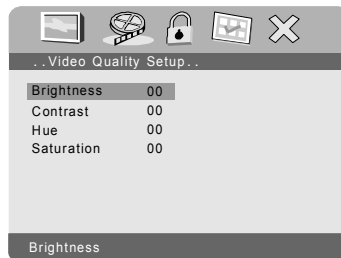 ..Video Quality Setup..
Brightness 00
Contrast 00
Hue 00
Saturation 00
Brightness